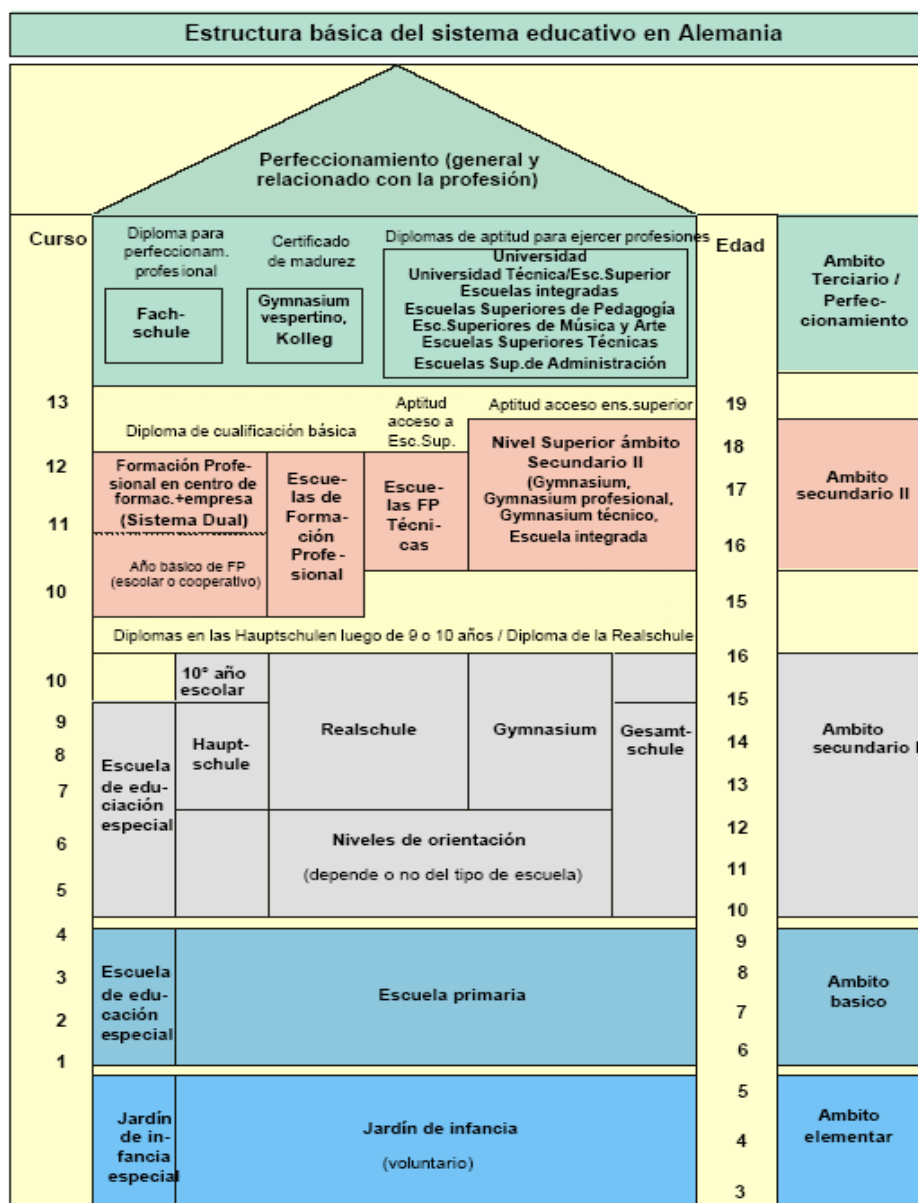 Estructura básica del sistema educativo en Alemania
Perfeccionamiento (general y
relacionado con la profesión)
Curso
Diploma para
perfeccionam.
profesional
Certificado
de madurez
Diplomas de aptitud para ejercer profesiones
Edad
Ambito
Terciario /
Perfec-
cionamiento
Fach-
schule
Gymnasium
vespertino,
Kolleg
Universidad
Universidad Técnica/Esc.Superior
Escuelas integradas
Escuelas Superiores de Pedagogía
Esc.Superiores de Música y Arte
Escuelas Superiores Técnicas
Escuelas Sup.de Administración
13
Diploma de cualificación básica
Aptitud
acceso a
Esc.Sup.
Aptitud acceso ens.superior
19
12
11
10
Formación Profe-
sional en centro de
formac.+empresa
(Sistema Dual)
Año básico de FP
(escolar o cooperativo)
Escue-
las de
Forma-
ción
Profe-
sional
Escue-
las FP
Técni-
cas
Nivel Superior ámbito
Secundario II
(Gymnasium,
Gymnasium profesional,
Gymnasium técnico,
Escuela integrada
18
17
16
15
Ambito
secundario II
Diplomas en las Hauptschulen luego de 9 o 10 años / Diploma de la Realschule
10
9
8
7
6
5
Escuela
de edu-
ciación
especial
10° año
escolar
Haupt-
schule
Realschule
Gymnasium
Gesamt-
schule
Niveles de orientación
(depende o no del tipo de escuela)
16
15
14
13
12
11
10
Ambito
secundario I
4
3
2
1
Escuela
de edu-
cación
especial
Escuela primaria
9
8
7
6
Ambito
basico
Jardín
de in-
fancia
especial
Jardín de infancia
(voluntario)
5
4
3
Ambito
elementar